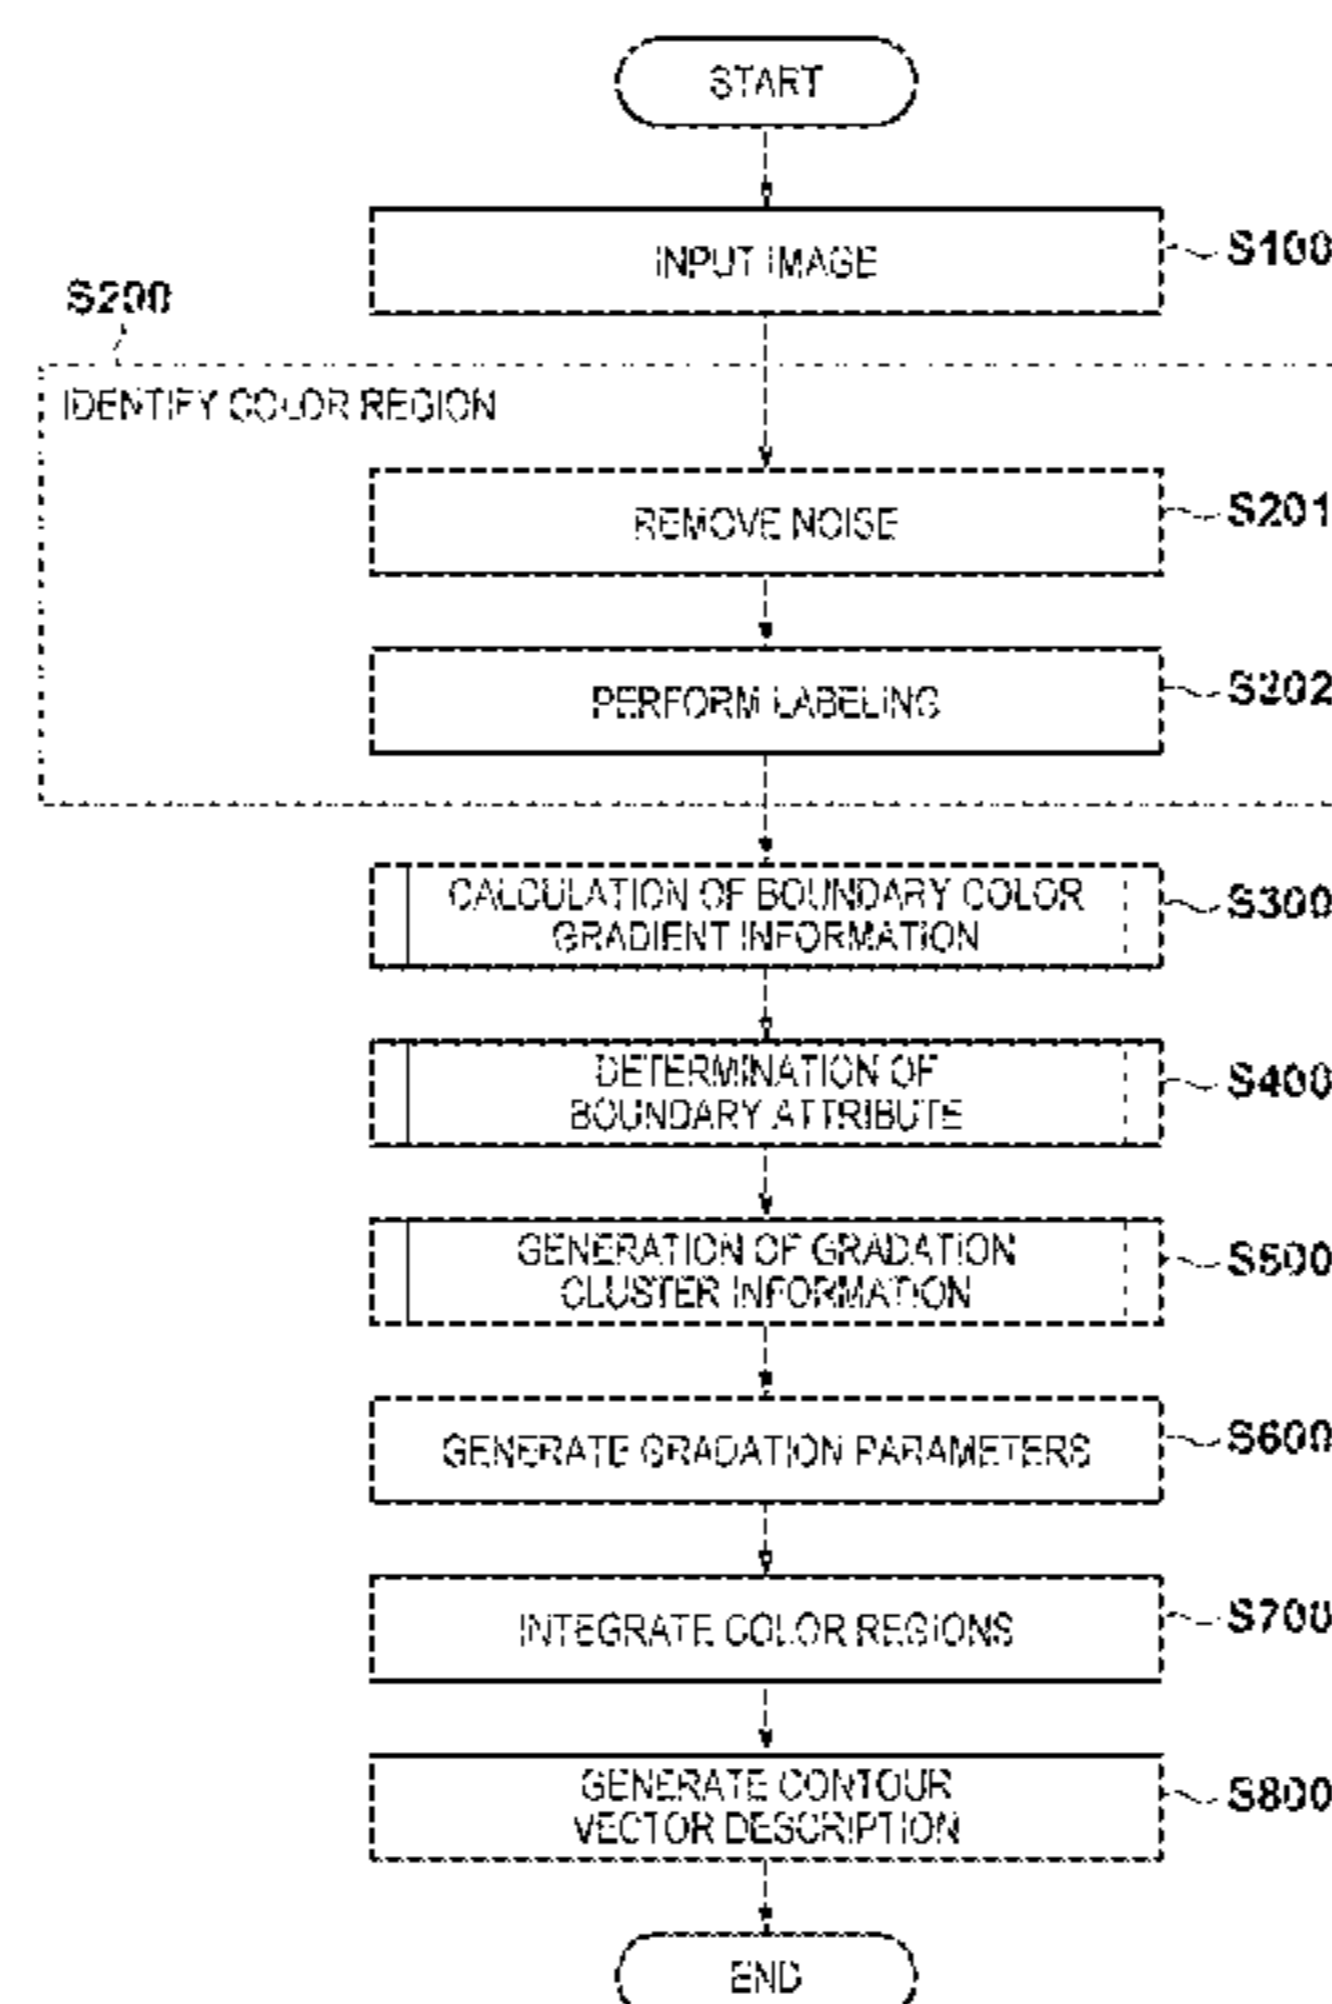 START
INPUT IMAGE
S100
S200
IDENTIFY COLOR REGION
REMOVE NOISE
S201
PERFORM LABELING
S202
CALCULATION OF BOUNDARY COLOR
GRADIENT INFORMATION
S300
DETERMINATION OF
BOUNDARY ATTRIBUTE
S400
GENERATION OF GRADATION
CLUSTER INFORMATION
S500
GENERATE GRADATION PARAMETERS
S600
INTEGRATE COLOR REGIONS
S700
GENERATE CONTOUR
VECTOR DESCRIPTION
S800
END